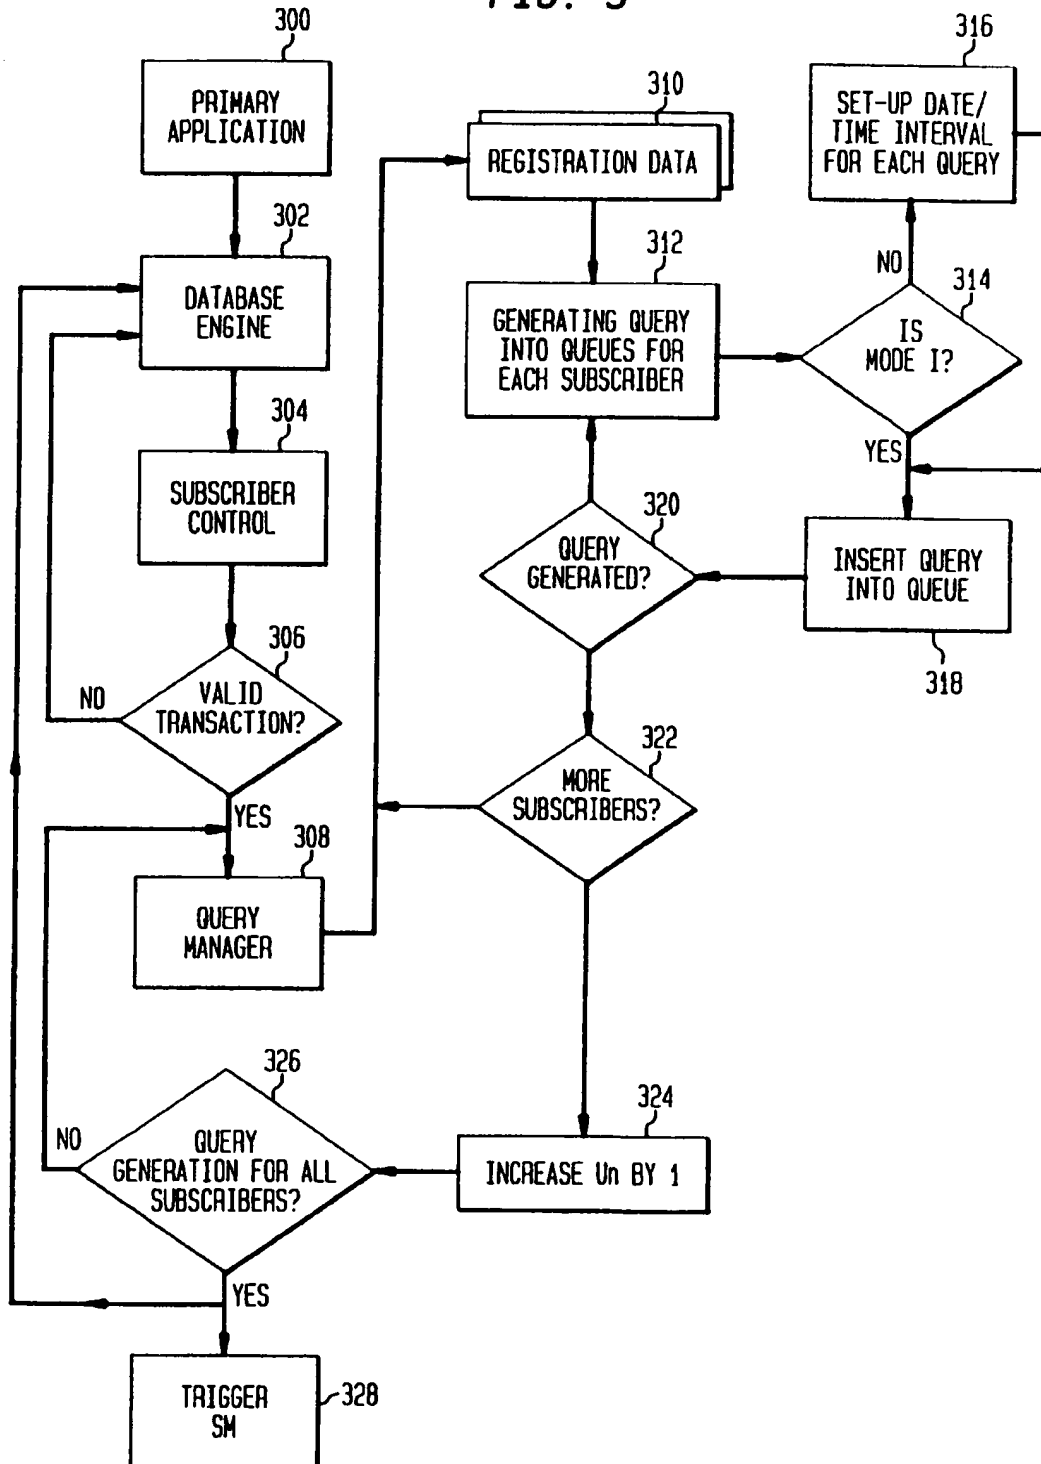 FIG. 3
300
PRIMARY
APPLICATION
302
DATABASE
ENGINE
304
SUBSCRIBER
CONTROL
306
VALID
TRANSACTION?
NO
YES
308
QUERY
MANAGER
310
REGISTRATION DATA
312
GENERATING QUERY
INTO QUEUES FOR
EACH SUBSCRIBER
314
IS
MODE I?
NO
YES
316
SET-UP DATE/
TIME INTERVAL
FOR EACH QUERY
INSERT QUERY
INTO QUEUE
318
320
QUERY
GENERATED?
322
MORE
SUBSCRIBERS?
324
INCREASE Un BY 1
326
QUERY
GENERATION FOR ALL
SUBSCRIBERS?
NO
YES
TRIGGER
SM
328